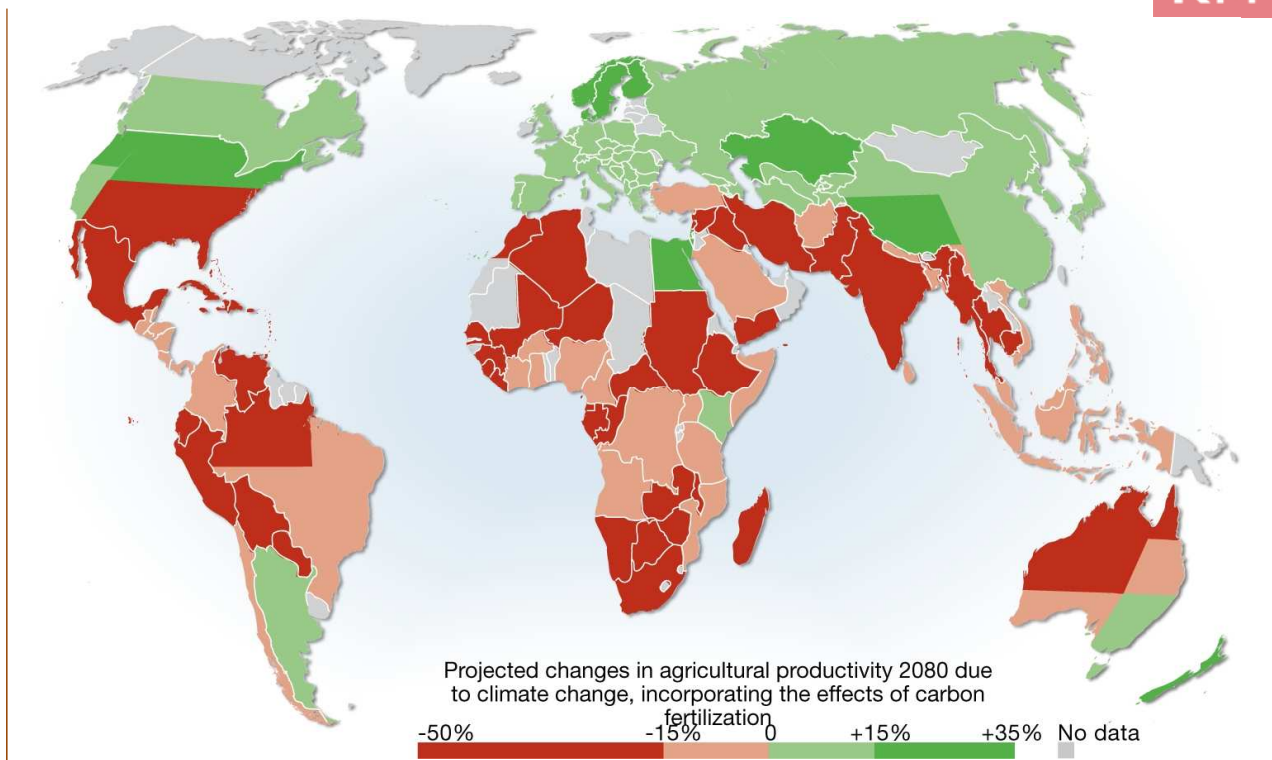 Projected changes in agricultural productivity 2080 due
to climate change, incorporating the effects of carbon
fertilization
-50% -15% 0 +15% +35% No data